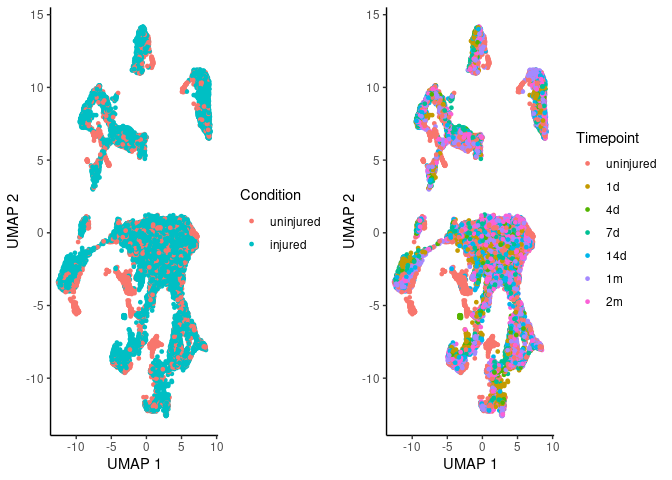 15
10
5
0
-5
-10
UMAP 2
-10 -5 0 5 10
UMAP 1
Condition
uninjured
injured
15
10
5
0
-5
-10
UMAP 2
-10 -5 0 5 10
UMAP 1
Timepoint
uninjured
1d
4d
7d
14d
1m
2m